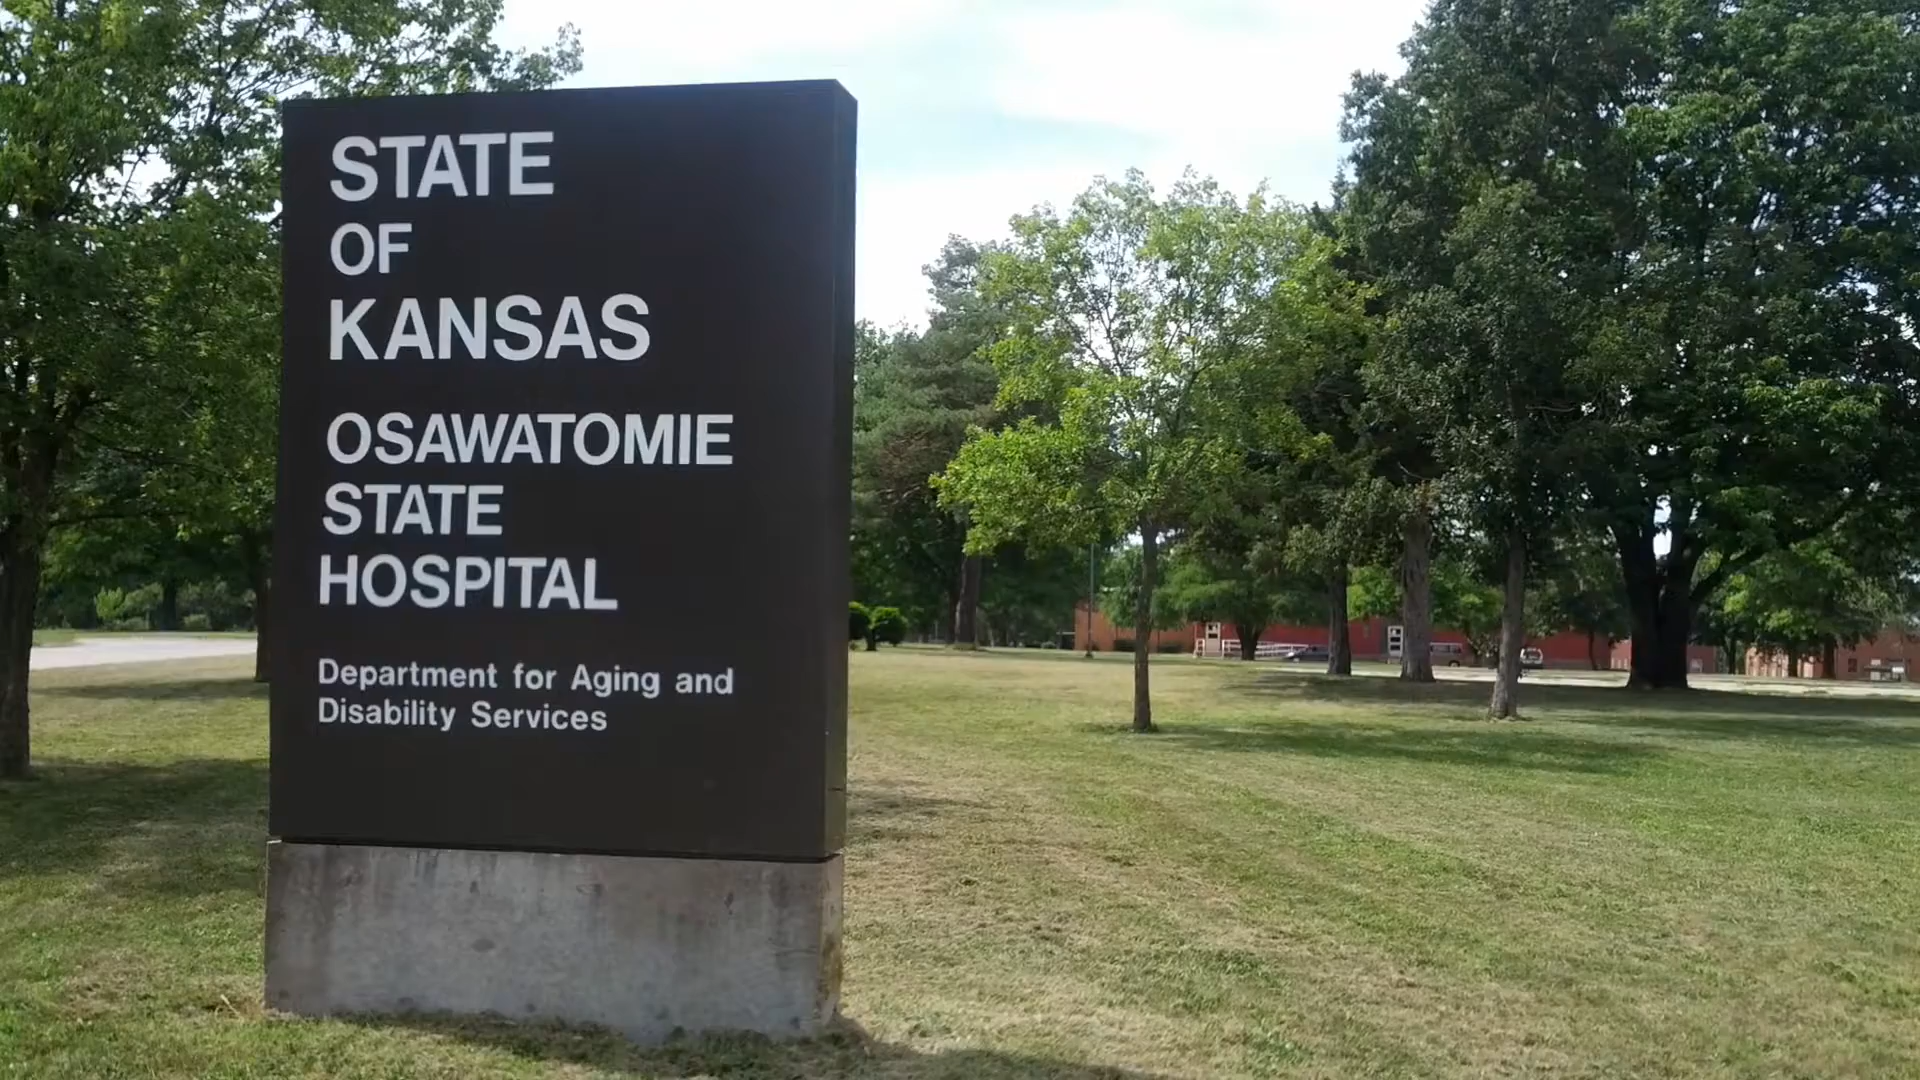 STATE
OF
KANSAS
OSAWATOMIE
STATE
HOSPITAL
Department for Aging and
Disability Services